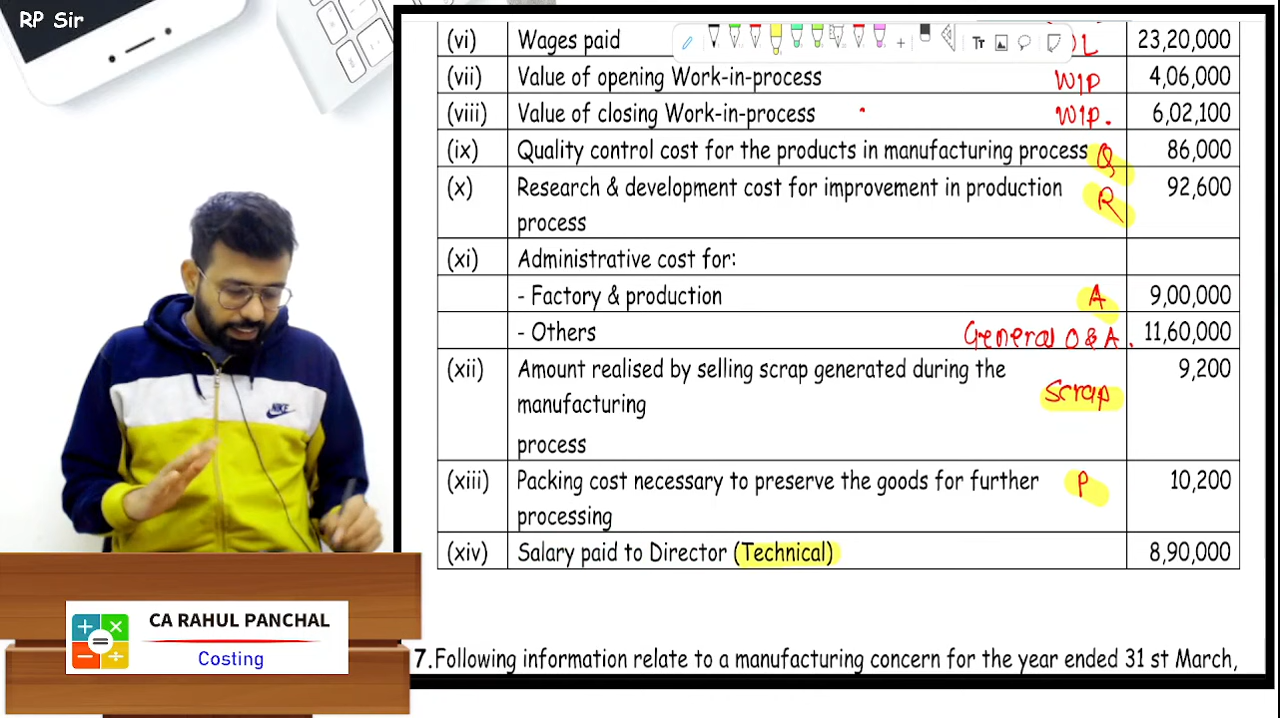 RP Sir
(vi) Wages paid DL 23,20,000
(vii) Value of opening Work-in-process WIP 4,06,000
(viii) Value of closing Work-in-process WIP. 6,02,100
(ix) Quality control cost for the products in manufacturing process Q 86,000
(x) Research & development cost for improvement in production R 92,600
process
(xi) Administrative cost for:
- Factory & production A 9,00,000
- Others General O & A. 11,60,000
(xii) Amount realised by selling scrap generated during the 9,200
manufacturing Scrap
process
(xiii) Packing cost necessary to preserve the goods for further P 10,200
processing
(xiv) Salary paid to Director (Technical) 8,90,000
7.Following information relate to a manufacturing concern for the year ended 31 st March,
CA RAHUL PANCHAL
Costing
NIKE
Tт